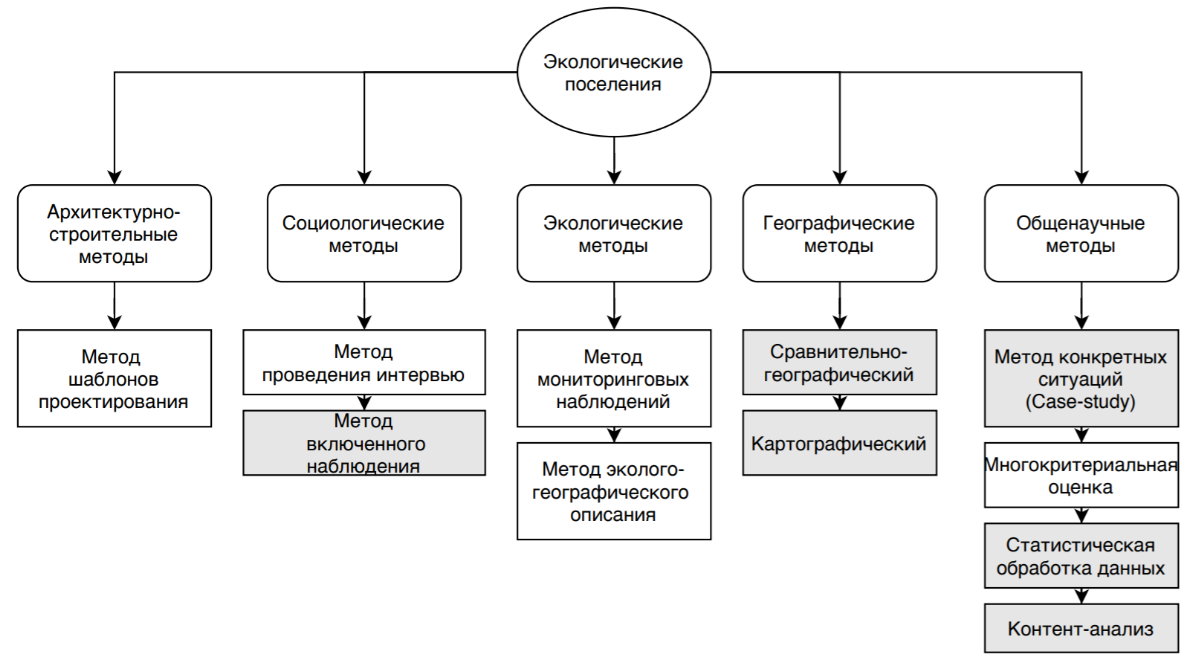 Экологические
поселения
Архитектурно-
строительные
методы
Социологические
методы
Экологические
методы
Географические
методы
Общенаучные
методы
Метод
шаблонов
проектирования
Метод
проведения интервью
Метод
включенного
наблюдения
Метод
мониторинговых
наблюдений
Метод эколого-
географического
описания
Сравнительно-
географический
Картографический
Метод конкретных
ситуаций
(Case-study)
Многокритериальная
оценка
Статистическая
обработка данных
Контент-анализ